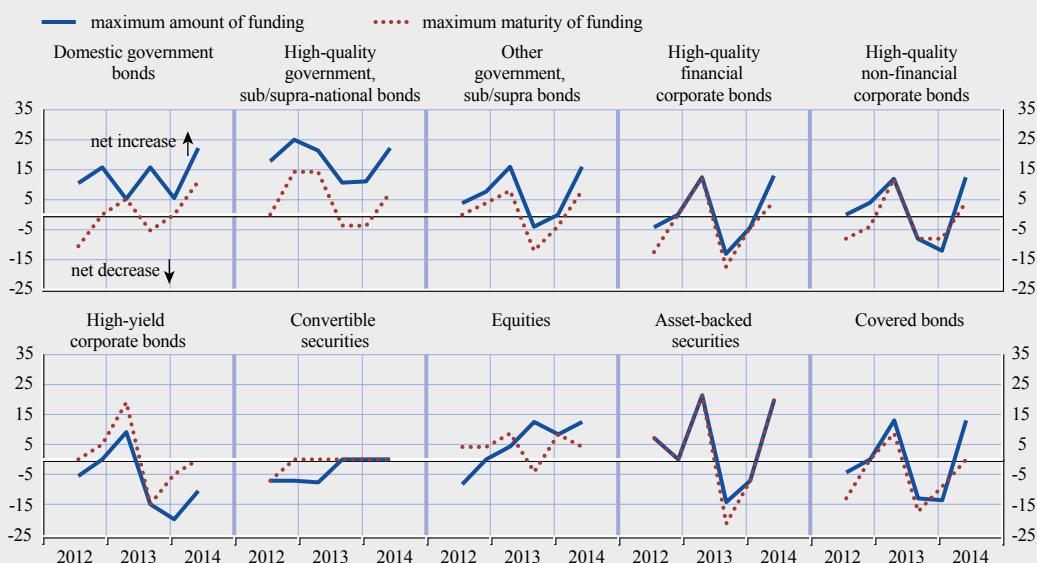 maximum amount of funding
maximum maturity of funding
Domestic government
bonds
High-quality
government,
sub/supra-national bonds
Other
government,
sub/supra bonds
High-quality
financial
corporate bonds
High-quality
non-financial
corporate bonds
35
25
15
5
-5
-15
-25
net increase
net decrease
35
25
15
5
-5
-15
-25
High-yield
corporate bonds
Convertible
securities
Equities
Asset-backed
securities
Covered bonds
35
25
15
5
-5
-15
-25
35
25
15
5
-5
-15
-25
2012 2013 2014 2012 2013 2014 2012 2013 2014 2012 2013 2014 2012 2013 2014